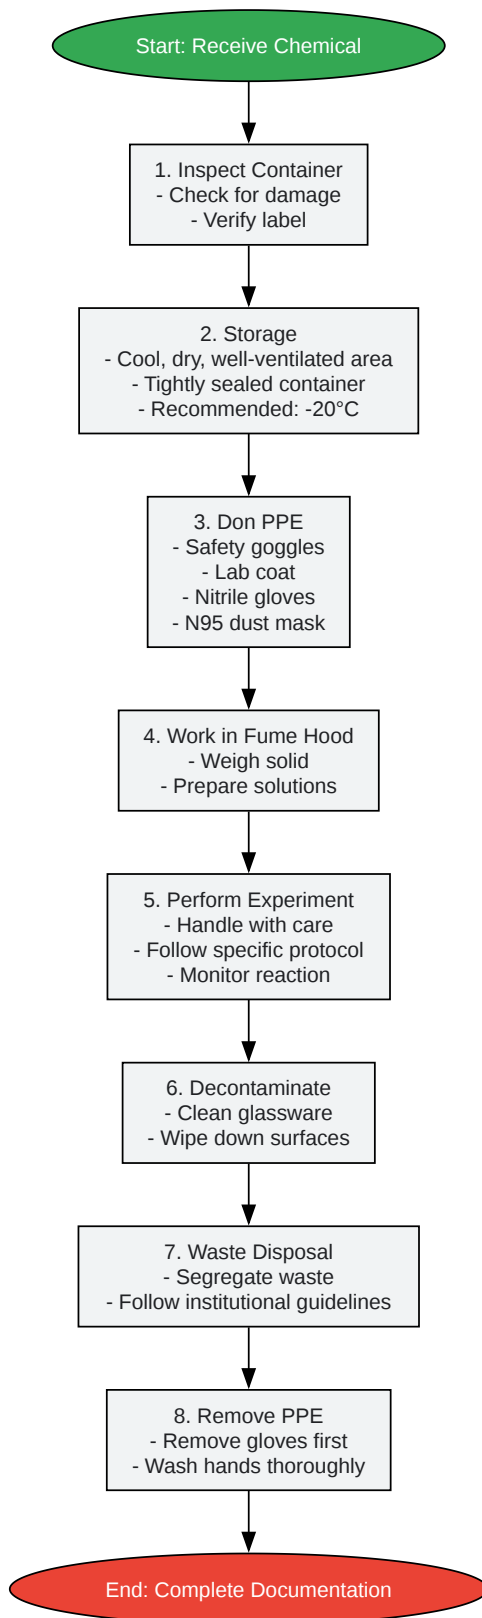 Start: Receive Chemical
1. Inspect Container
- Check for damage
- Verify label
2. Storage
- Cool, dry, well-ventilated area
- Tightly sealed container
- Recommended: -20°C
3. Don PPE
- Safety goggles
- Lab coat
- Nitrile gloves
- N95 dust mask
4. Work in Fume Hood
- Weigh solid
- Prepare solutions
5. Perform Experiment
- Handle with care
- Follow specific protocol
- Monitor reaction
6. Decontaminate
- Clean glassware
- Wipe down surfaces
7. Waste Disposal
- Segregate waste
- Follow institutional guidelines
8. Remove PPE
- Remove gloves first
- Wash hands thoroughly
End: Complete Documentation